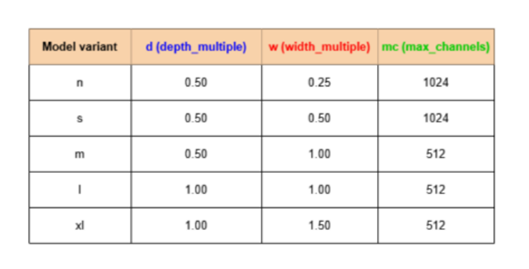 Model variant d (depth_multiple) w (width_multiple) mc (max_channels)
n 0.50 0.25 1024
s 0.50 0.50 1024
m 0.50 1.00 512
l 1.00 1.00 512
xl 1.00 1.50 512